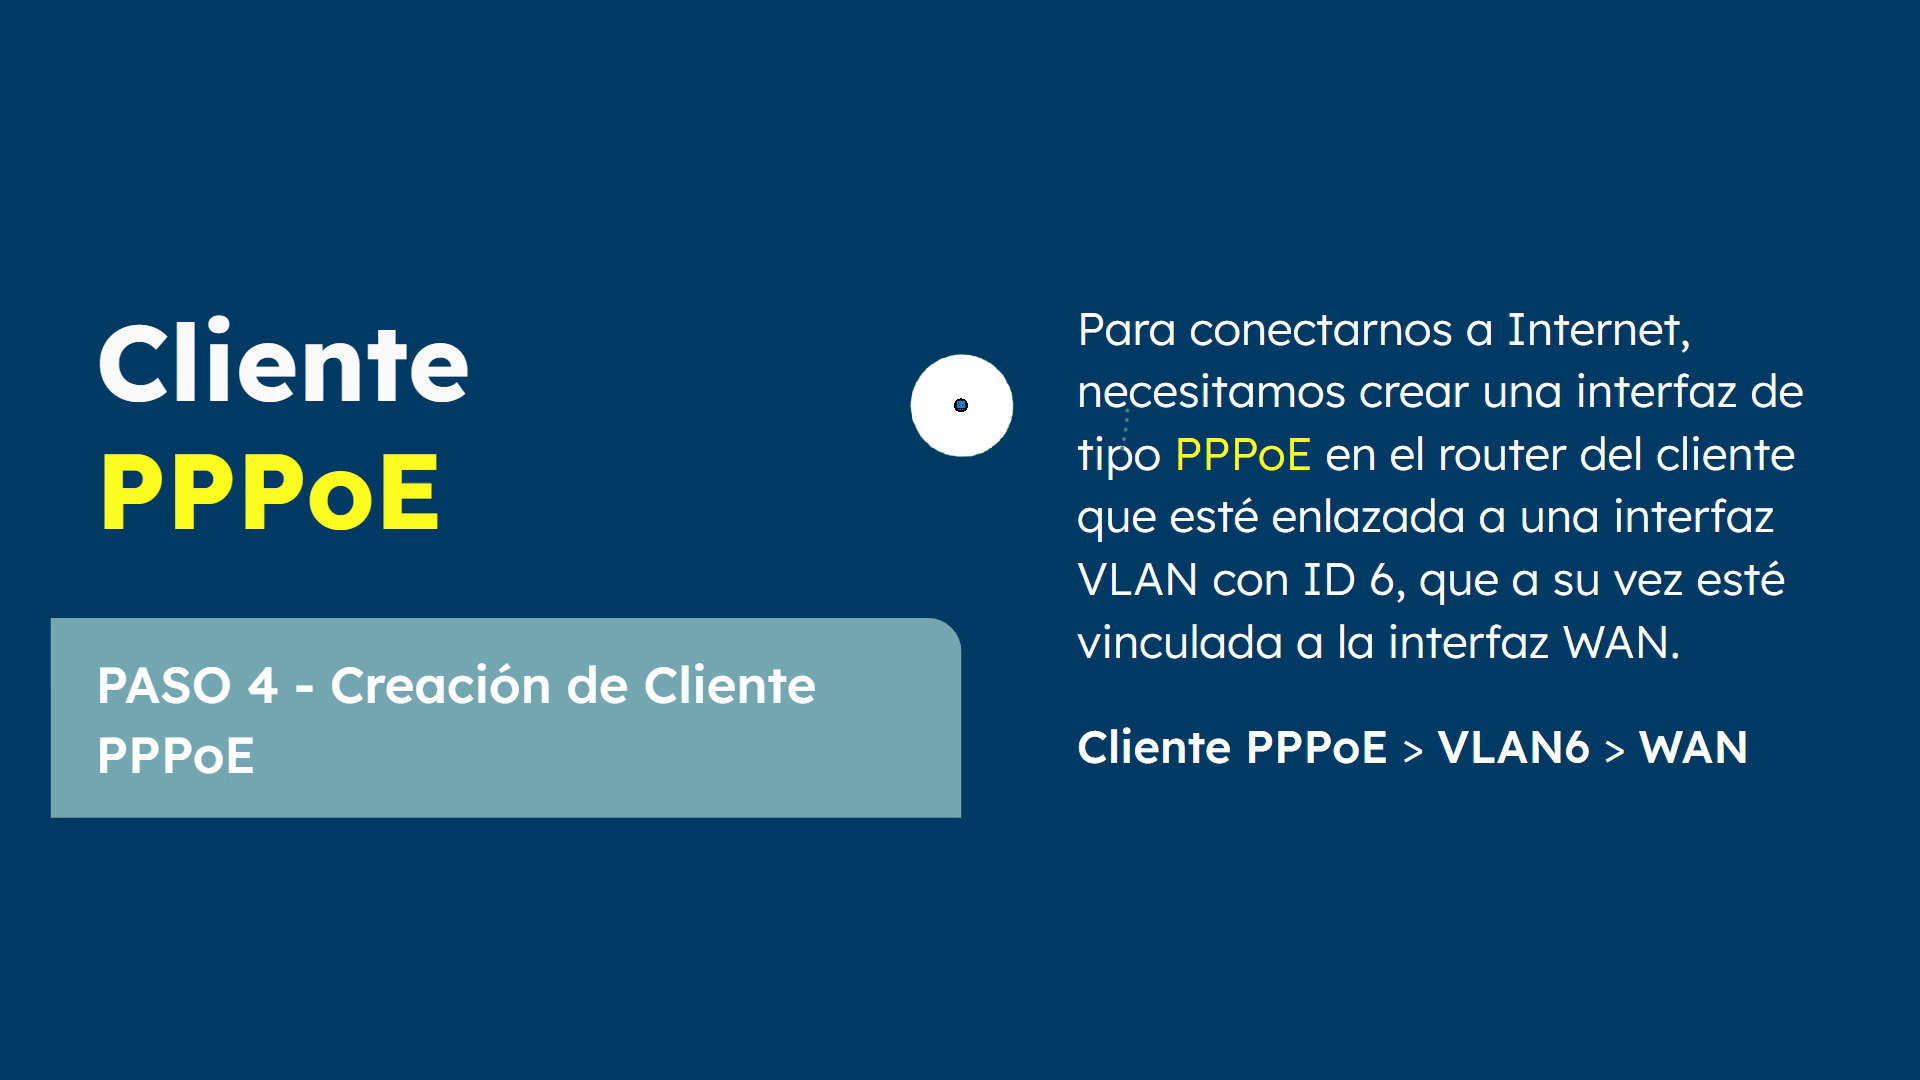 Cliente
PPPoE
PASO 4 - Creación de Cliente
PPPoE
Para conectarnos a Internet,
necesitamos crear una interfaz de
tipo PPPoE en el router del cliente
que esté enlazada a una interfaz
VLAN con ID 6, que a su vez esté
vinculada a la interfaz WAN.
Cliente PPPoE > VLAN6 > WAN